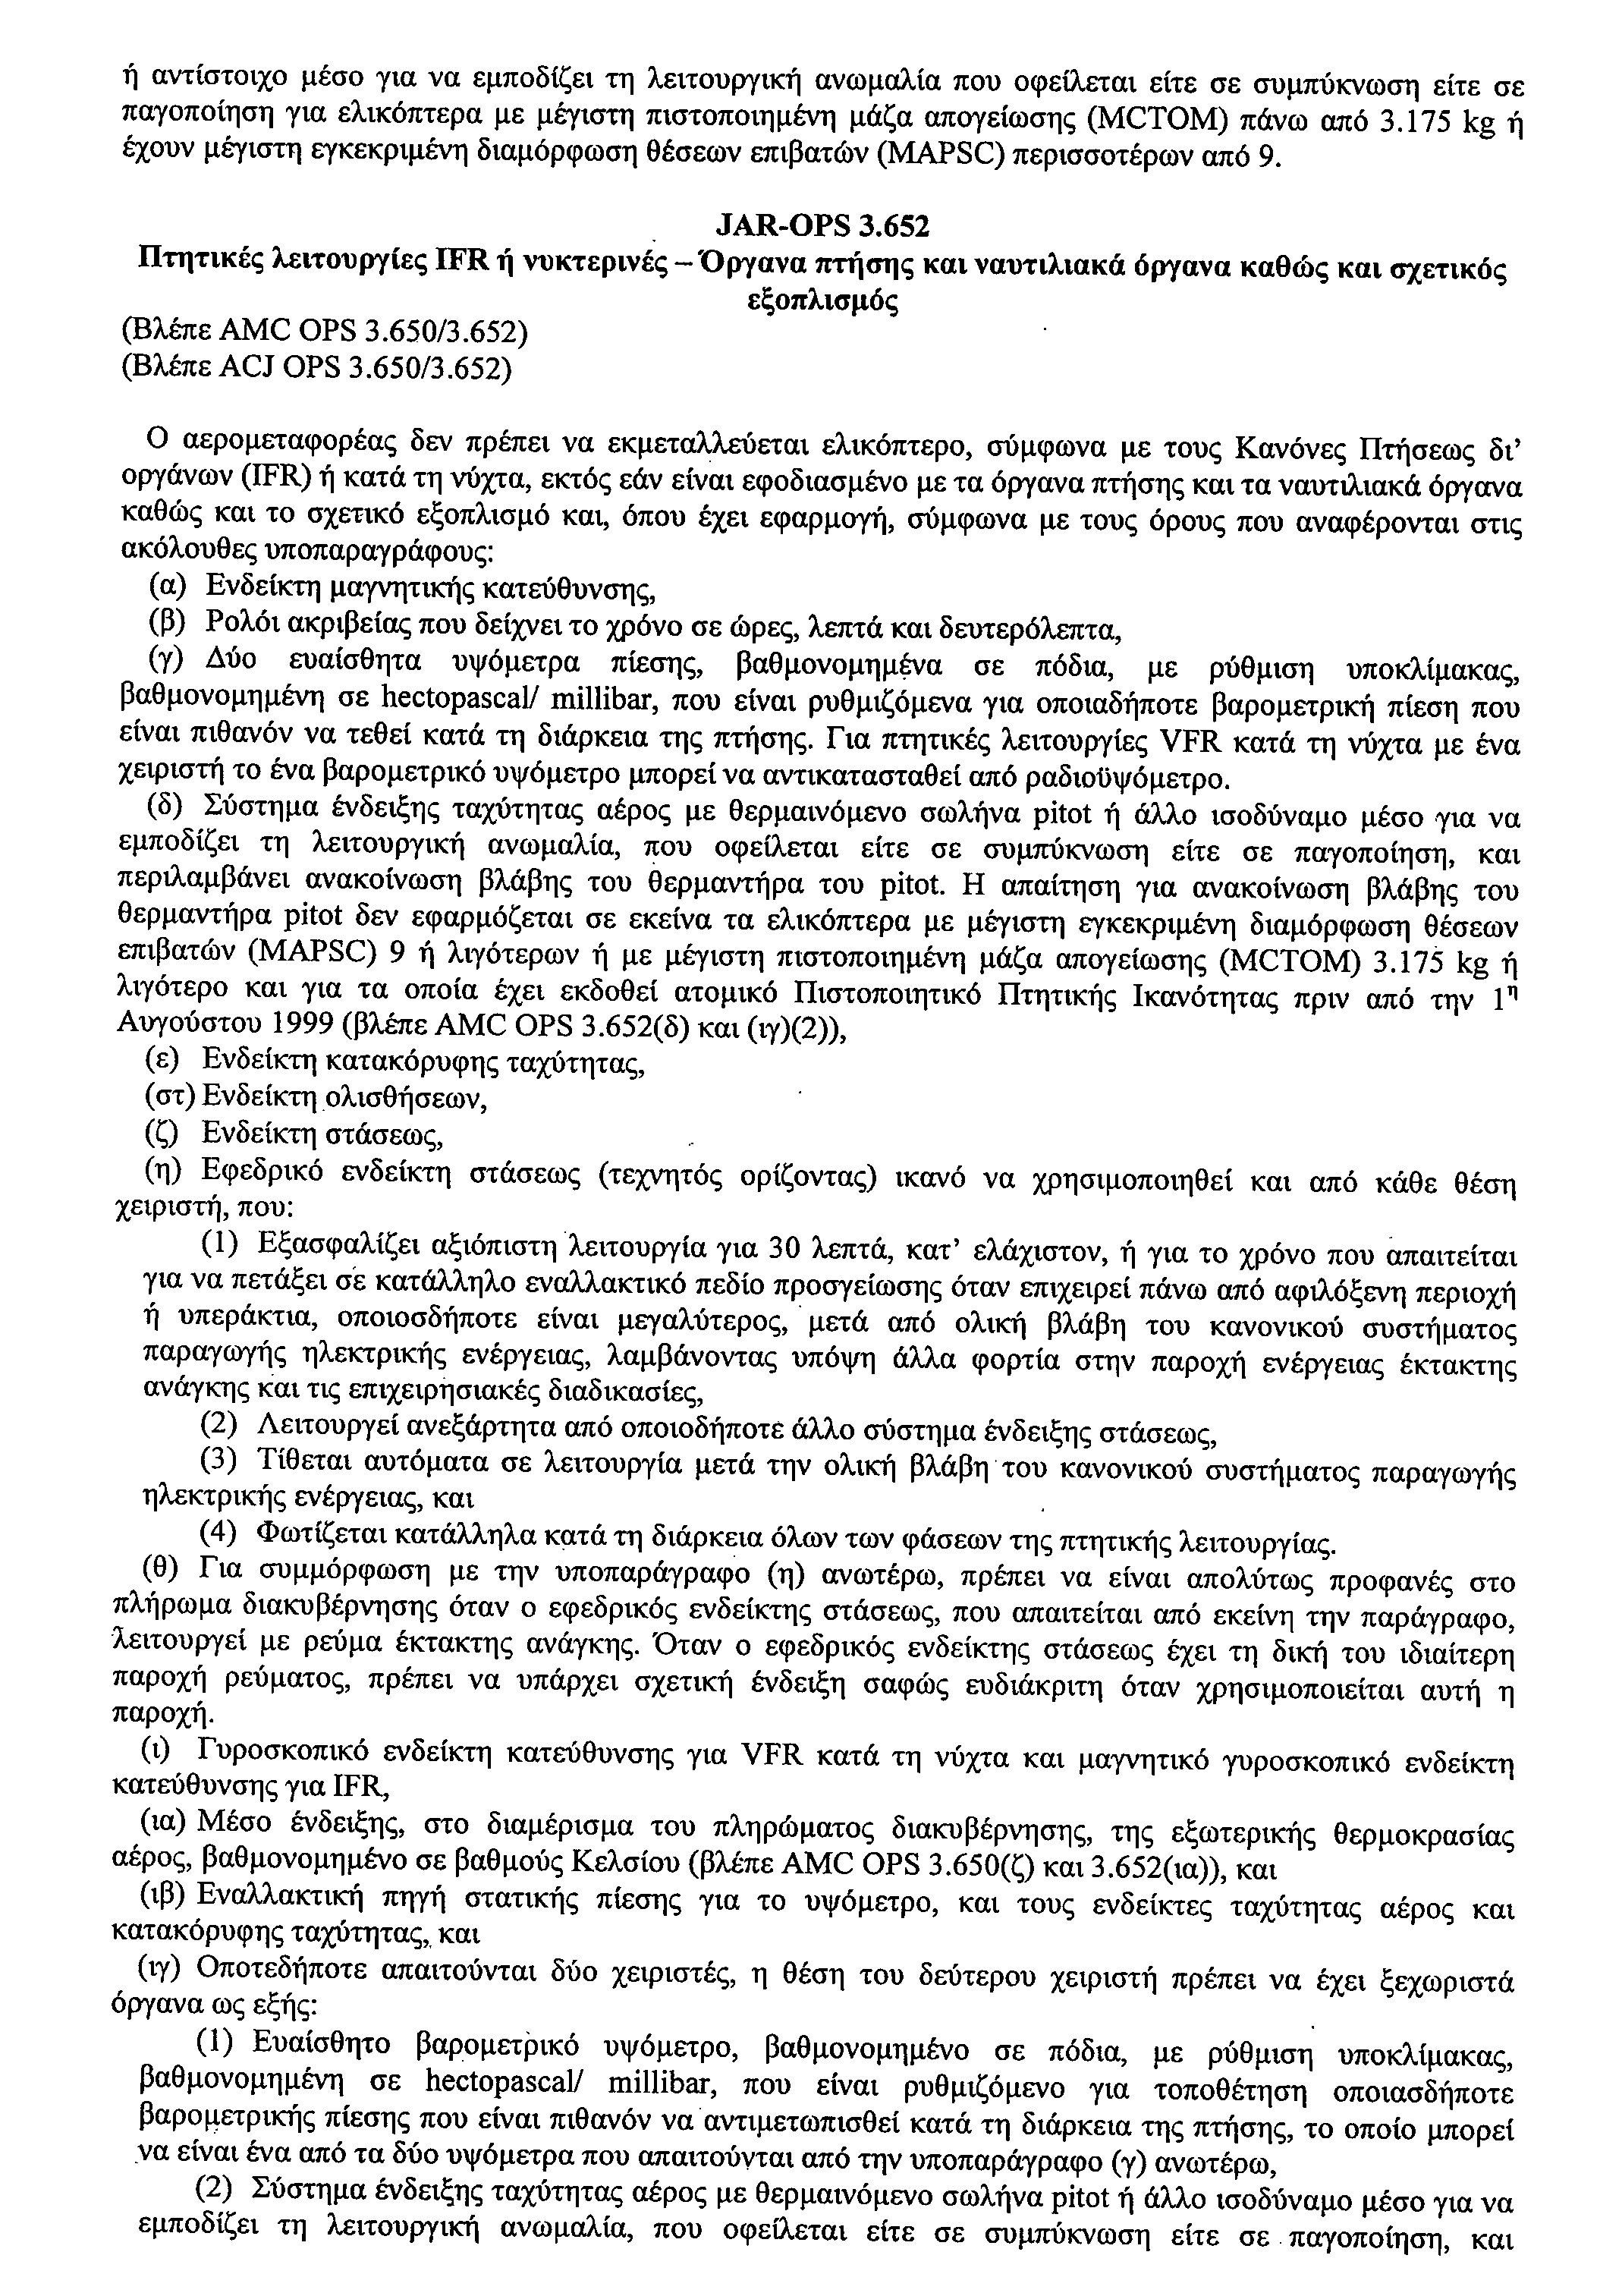 ή αντίστοιχο μέσο για να εμποδίζει τη λειτουργική ανωμαλία που οφείλεται είτε σε συμπύκνωση είτε σε
παγοποίηση για ελικόπτερα με μέγιστη πιστοποιημένη μάζα απογείωσης (MCTOM) πάνω από 3.175 kg ή
έχουν μέγιστη εγκεκριμένη διαμόρφωση θέσεων επιβατών (MAPSC) περισσοτέρων από 9.
JAR-OPS 3.652
Πτητικές λειτουργίες IFR ή νυκτερινές – Όργανα πτήσης και ναυτιλιακά όργανα καθώς και σχετικός
εξοπλισμός
(Βλέπε AMC OPS 3.650/3.652)
(Βλέπε ACJ OPS 3.650/3.652)
Ο αερομεταφορέας δεν πρέπει να εκμεταλλεύεται ελικόπτερο, σύμφωνα με τους Κανόνες Πτήσεως δι’
οργάνων (IFR) ή κατά τη νύχτα, εκτός εάν είναι εφοδιασμένο με τα όργανα πτήσης και τα ναυτιλιακά όργανα
καθώς και το σχετικό εξοπλισμό και, όπου έχει εφαρμογή, σύμφωνα με τους όρους που αναφέρονται στις
ακόλουθες υποπαραγράφους:
(α) Ενδείκτη μαγνητικής κατεύθυνσης,
(β) Ρολόι ακριβείας που δείχνει το χρόνο σε ώρες, λεπτά και δευτερόλεπτα,
(γ) Δύο ευαίσθητα υψόμετρα πίεσης, βαθμονομημένα σε πόδια, με ρύθμιση υποκλίμακας,
βαθμονομημένη σε hectopascal/ millibar, που είναι ρυθμιζόμενα για οποιαδήποτε βαρομετρική πίεση που
είναι πιθανόν να τεθεί κατά τη διάρκεια της πτήσης. Για πτητικές λειτουργίες VFR κατά τη νύχτα με ένα
χειριστή το ένα βαρομετρικό υψόμετρο μπορεί να αντικατασταθεί από ραδιοϋψόμετρο.
(δ) Σύστημα ένδειξης ταχύτητας αέρος με θερμαινόμενο σωλήνα pitot ή άλλο ισοδύναμο μέσο για να
εμποδίζει τη λειτουργική ανωμαλία, που οφείλεται είτε σε συμπύκνωση είτε σε παγοποίηση, και
περιλαμβάνει ανακοίνωση βλάβης του θερμαντήρα του pitot. Η απαίτηση για ανακοίνωση βλάβης του
θερμαντήρα pitot δεν εφαρμόζεται σε εκείνα τα ελικόπτερα με μέγιστη εγκεκριμένη διαμόρφωση θέσεων
επιβατών (MAPSC) 9 ή λιγότερων ή με μέγιστη πιστοποιημένη μάζα απογείωσης (MCTOM) 3.175 kg ή
λιγότερο και για τα οποία έχει εκδοθεί ατομικό Πιστοποιητικό Πτητικής Ικανότητας πριν από την 1η
Αυγούστου 1999 (βλέπε AMC OPS 3.652(δ) και (ιγ)(2)),
(ε) Ενδείκτη κατακόρυφης ταχύτητας,
(στ) Ενδείκτη ολισθήσεων,
(ζ) Ενδείκτη στάσεως,
(η) Εφεδρικό ενδείκτη στάσεως (τεχνητός ορίζοντας) ικανό να χρησιμοποιηθεί και από κάθε θέση
χειριστή, που:
(1) Εξασφαλίζει αξιόπιστη λειτουργία για 30 λεπτά, κατ’ ελάχιστον, ή για το χρόνο που απαιτείται
για να πετάξει σε κατάλληλο εναλλακτικό πεδίο προσγείωσης όταν επιχειρεί πάνω από αφιλόξενη περιοχή
ή υπεράκτια, οποιοσδήποτε είναι μεγαλύτερος, μετά από ολική βλάβη του κανονικού συστήματος
παραγωγής ηλεκτρικής ενέργειας, λαμβάνοντας υπόψη άλλα φορτία στην παροχή ενέργειας έκτακτης
ανάγκης και τις επιχειρησιακές διαδικασίες,
(2) Λειτουργεί ανεξάρτητα από οποιοδήποτε άλλο σύστημα ένδειξης στάσεως,
(3) Τίθεται αυτόματα σε λειτουργία μετά την ολική βλάβη του κανονικού συστήματος παραγωγής
ηλεκτρικής ενέργειας, και
(4) Φωτίζεται κατάλληλα κατά τη διάρκεια όλων των φάσεων της πτητικής λειτουργίας.
(θ) Για συμμόρφωση με την υποπαράγραφο (η) ανωτέρω, πρέπει να είναι απολύτως προφανές στο
πλήρωμα διακυβέρνησης όταν ο εφεδρικός ενδείκτης στάσεως, που απαιτείται από εκείνη την παράγραφο,
λειτουργεί με ρεύμα έκτακτης ανάγκης. Όταν ο εφεδρικός ενδείκτης στάσεως έχει τη δική του ιδιαίτερη
παροχή ρεύματος, πρέπει να υπάρχει σχετική ένδειξη σαφώς ευδιάκριτη όταν χρησιμοποιείται αυτή η
παροχή.
(ι) Γυροσκοπικό ενδείκτη κατεύθυνσης για VFR κατά τη νύχτα και μαγνητικό γυροσκοπικό ενδείκτη
κατεύθυνσης για IFR,
(ια) Μέσο ένδειξης, στο διαμέρισμα του πληρώματος διακυβέρνησης, της εξωτερικής θερμοκρασίας
αέρος, βαθμονομημένο σε βαθμούς Κελσίου (βλέπε AMC OPS 3.650(ζ) και 3.652(ια)), και
(ιβ) Εναλλακτική πηγή στατικής πίεσης για το υψόμετρο, και τους ενδείκτες ταχύτητας αέρος και
κατακόρυφης ταχύτητας, και
(ιγ) Οποτεδήποτε απαιτούνται δύο χειριστές, η θέση του δεύτερου χειριστή πρέπει να έχει ξεχωριστά
όργανα ως εξής:
(1) Ευαίσθητο βαρομετρικό υψόμετρο, βαθμονομημένο σε πόδια, με ρύθμιση υποκλίμακας,
βαθμονομημένη σε hectopascal/ millibar, που είναι ρυθμιζόμενο για τοποθέτηση οποιασδήποτε
βαρομετρικής πίεσης που είναι πιθανόν να αντιμετωπισθεί κατά τη διάρκεια της πτήσης, το οποίο μπορεί
να είναι ένα από τα δύο υψόμετρα που απαιτούνται από την υποπαράγραφο (γ) ανωτέρω,
(2) Σύστημα ένδειξης ταχύτητας αέρος με θερμαινόμενο σωλήνα pitot ή άλλο ισοδύναμο μέσο για να
εμποδίζει τη λειτουργική ανωμαλία, που οφείλεται είτε σε συμπύκνωση είτε σε παγοποίηση, και